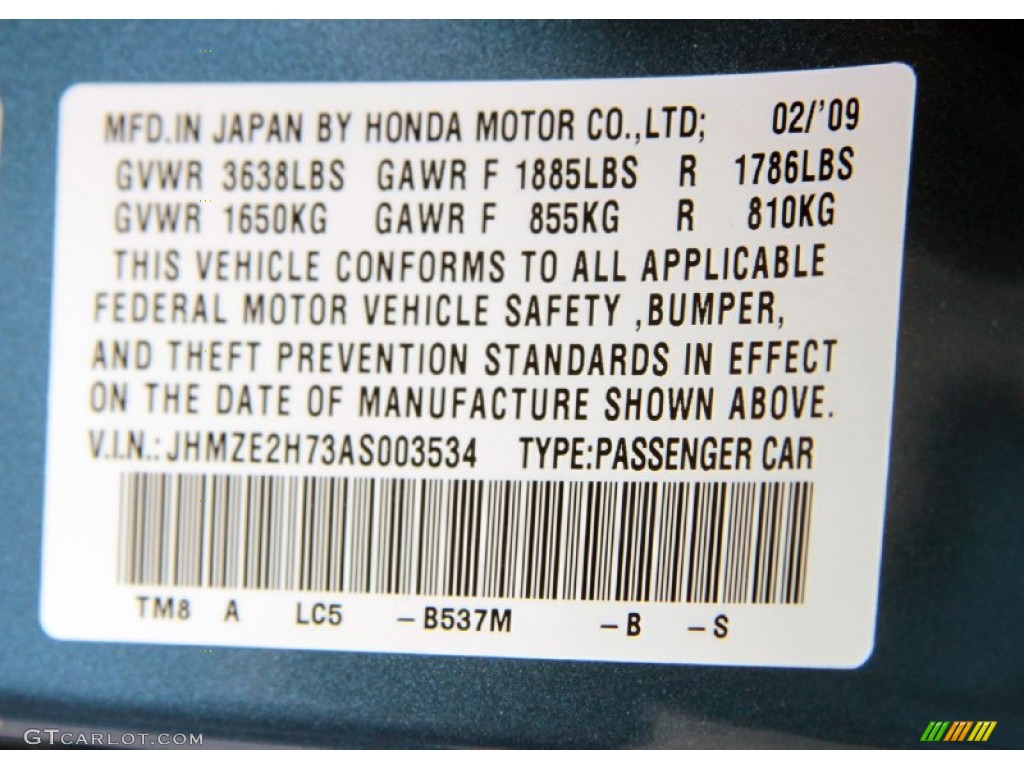 MFD.IN JAPAN BY HONDA MOTOR CO.,LTD; 02/'09
GVWR 3638LBS GAWR F 1885LBS R 1786LBS
GVWR 1650KG GAWR F 855KG R 810KG
THIS VEHICLE CONFORMS TO ALL APPLICABLE
FEDERAL MOTOR VEHICLE SAFETY ,BUMPER,
AND THEFT PREVENTION STANDARDS IN EFFECT
ON THE DATE OF MANUFACTURE SHOWN ABOVE.
V.I.N.: JHMZE2H73AS003534 TYPE:PASSENGER CAR
TM8 A LC5 –B537M –B –S
GTCARLOT.COM